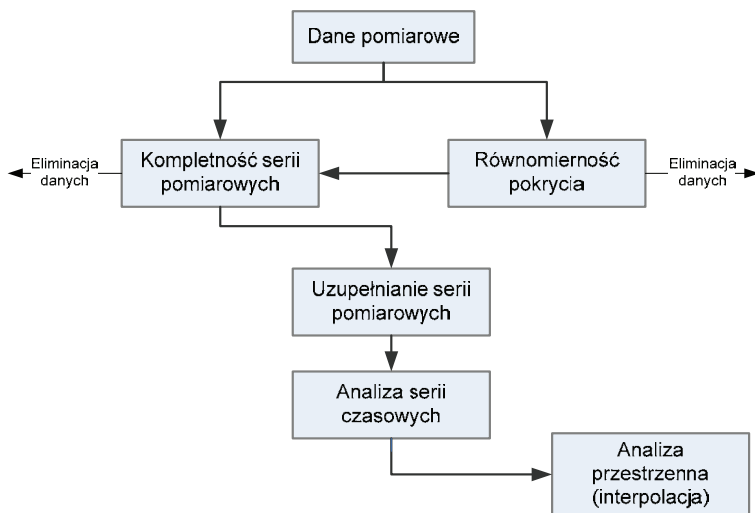 Dane pomiarowe
Eliminacja
danych
Kompletność serii
pomiarowych
Równomierność
pokrycia
Eliminacja
danych
Uzupełnianie serii
pomiarowych
Analiza serii
czasowych
Analiza
przestrzenna
(interpolacja)